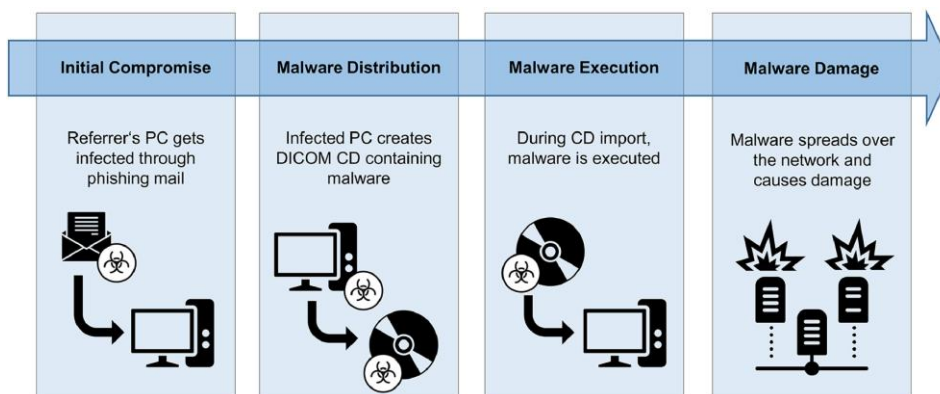 Initial Compromise
Malware Distribution
Malware Execution
Malware Damage
Referrer's PC gets
infected through
phishing mail
Infected PC creates
DICOM CD containing
malware
During CD import,
malware is executed
Malware spreads over
the network and
causes damage